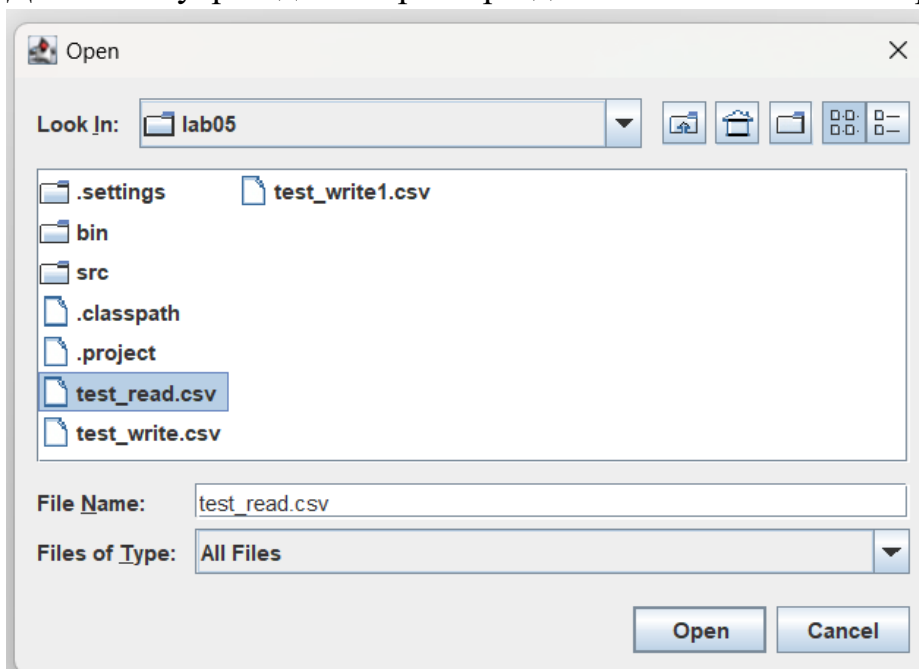 Open
Look In: lab05
.settings test_write1.csv
bin
src
.classpath
.project
test_read.csv
test_write.csv
File Name: test_read.csv
Files of Type: All Files
Open Cancel